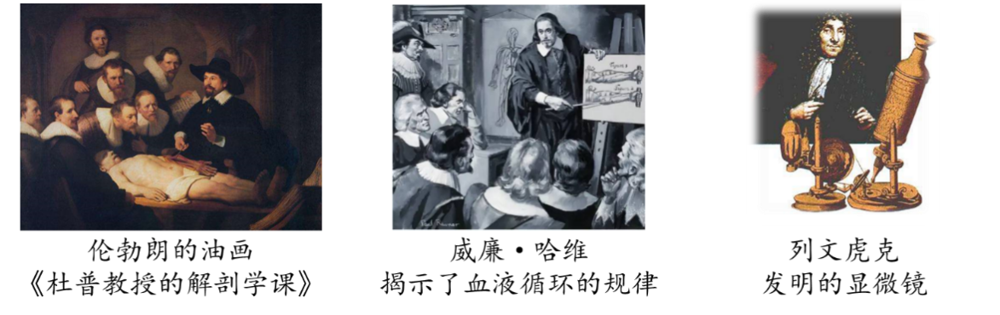 伦勃朗的油画
《杜普教授的解剖学课》
威廉·哈维
揭示了血液循环的规律
列文虎克
发明的显微镜